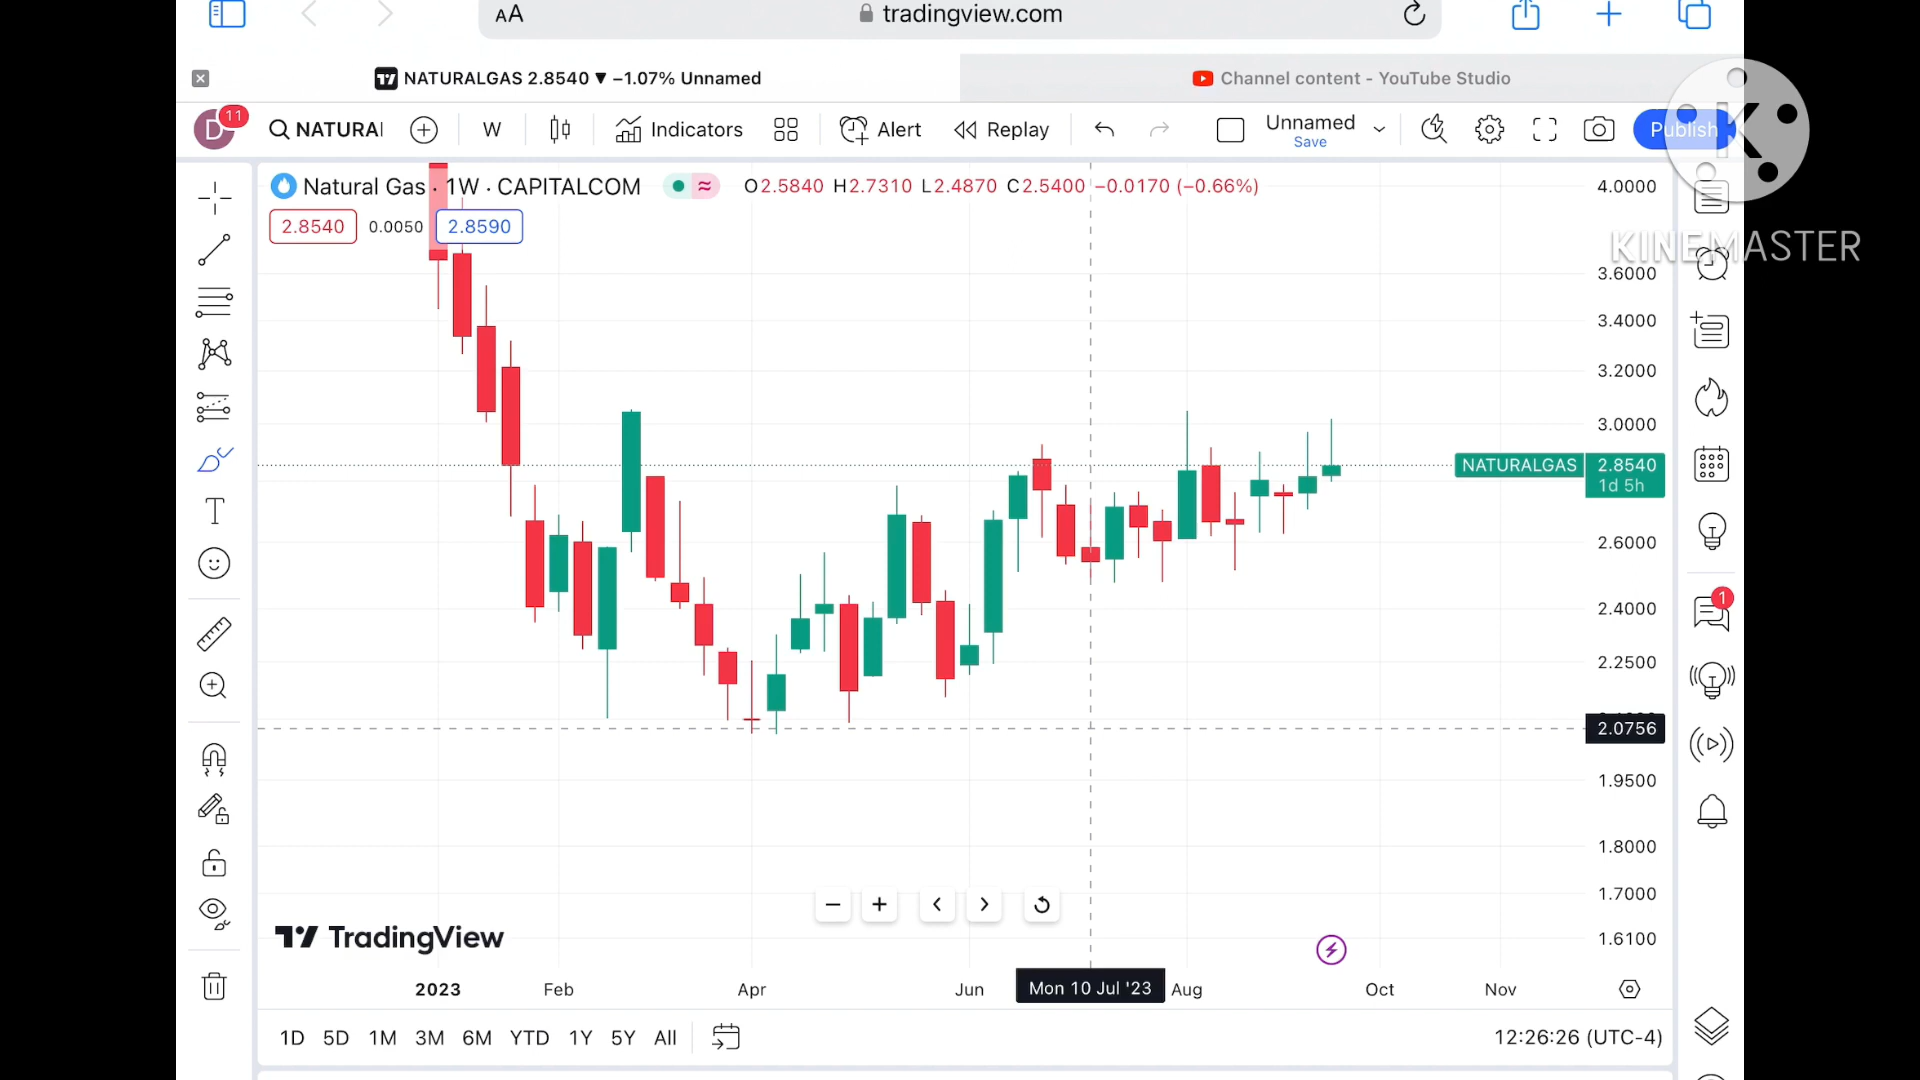 AA
tradingview.com
NATURALGAS 2.8540 ▼ −1.07% Unnamed
Channel content - YouTube Studio
D
11
NATURA
W
Indicators
Alert
Replay
Unnamed
Save
Publish
K
KINEMASTER
Natural Gas · 1W · CAPITALCOM
O2.5840 H2.7310 L2.4870 C2.5400 −0.0170 (−0.66%)
2.8540
0.0050
2.8590
4.0000
3.6000
3.4000
3.2000
3.0000
NATURALGAS
2.8540
1d 5h
2.6000
2.4000
2.2500
2.0756
1.9500
1.8000
1.7000
1.6100
1
TradingView
2023
Feb
Apr
Jun
Mon 10 Jul '23
Aug
Oct
Nov
1D 5D 1M 3M 6M YTD 1Y 5Y All
12:26:26 (UTC-4)